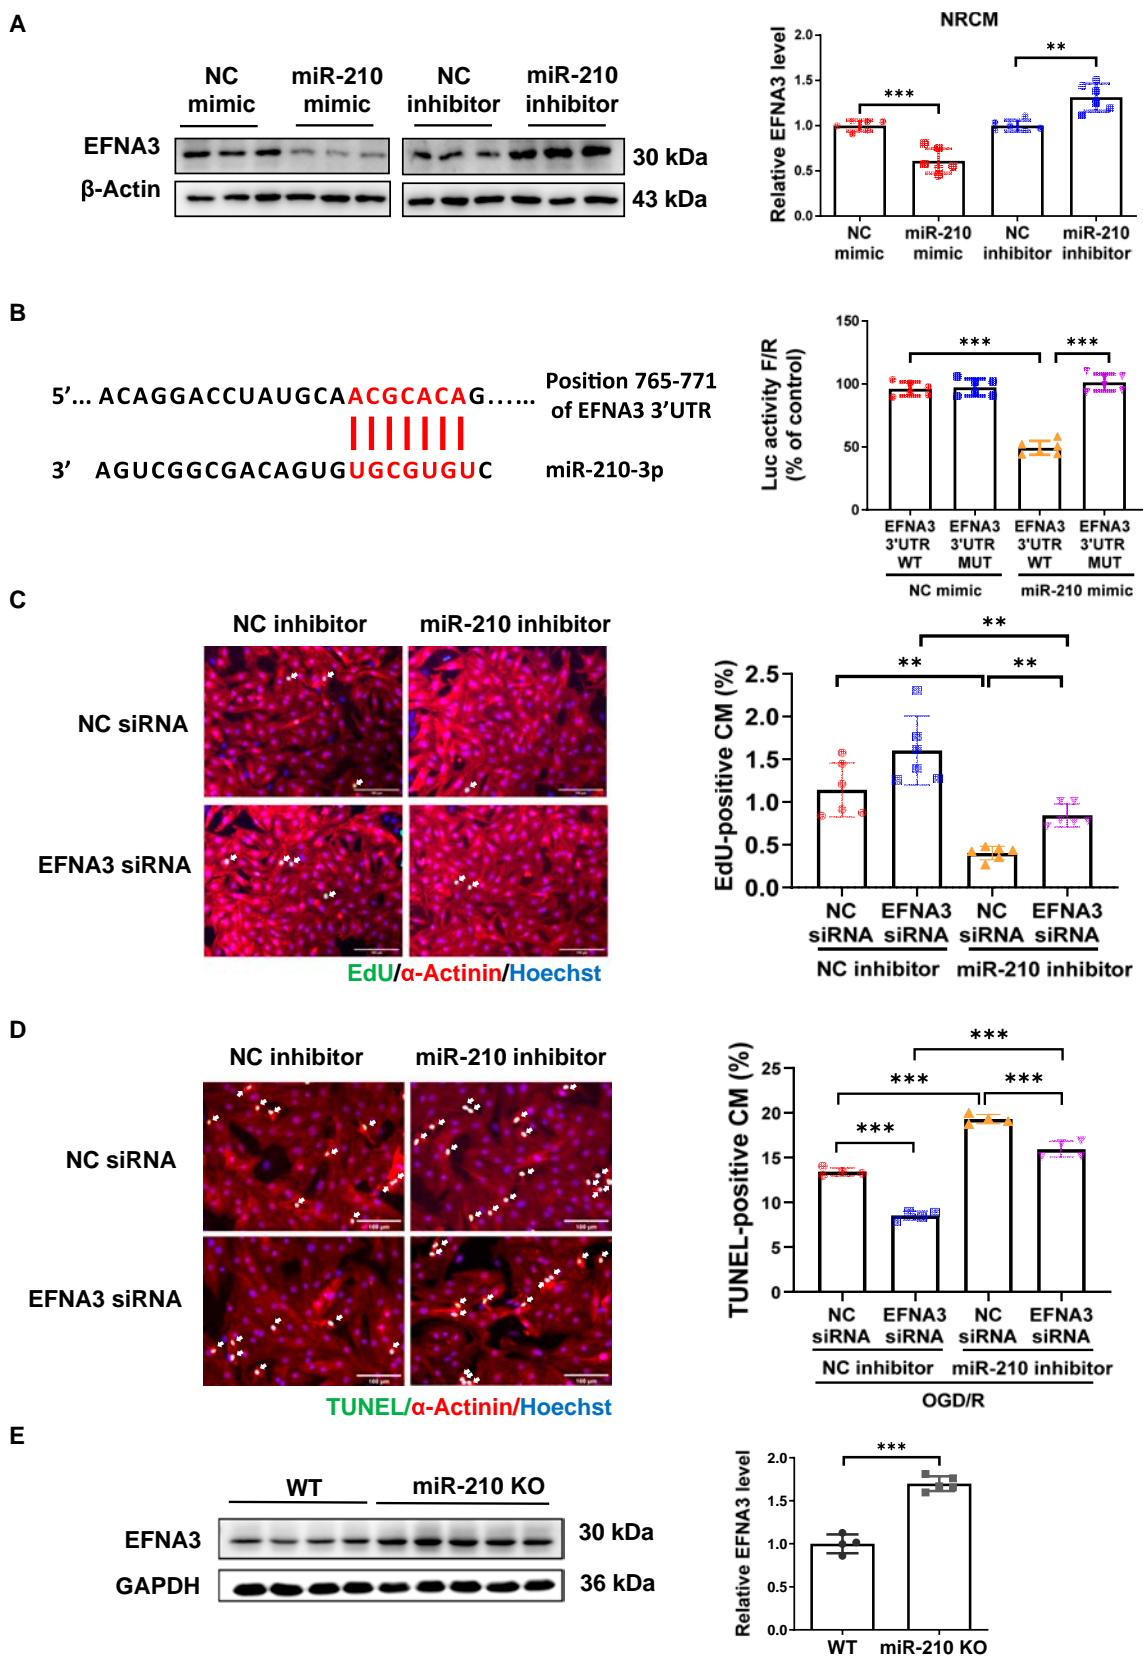 A
NC
mimic
miR-210
mimic
NC
inhibitor
miR-210
inhibitor
EFNA3
β-Actin
30 kDa
43 kDa
NRCM
Relative EFNA3 level
2.0
1.5
1.0
0.5
0.0
***
**
NC
mimic
miR-210
mimic
NC
inhibitor
miR-210
inhibitor
B
5’... ACAGGACCUAUGCAACGCACAG...…
Position 765-771
of EFNA3 3’UTR
3’ AGUCGGCGACAGUGUGCGUGUC
miR-210-3p
Luc activity F/R
(% of control)
150
100
50
0
***
***
EFNA3
3'UTR
WT
EFNA3
3'UTR
MUT
EFNA3
3'UTR
WT
EFNA3
3'UTR
MUT
NC mimic
miR-210 mimic
C
NC inhibitor
miR-210 inhibitor
NC siRNA
EFNA3 siRNA
EdU/α-Actinin/Hoechst
EdU-positive CM (%)
2.5
2.0
1.5
1.0
0.5
0.0
**
**
**
NC
siRNA
EFNA3
siRNA
NC
siRNA
EFNA3
siRNA
NC inhibitor
miR-210 inhibitor
D
NC inhibitor
miR-210 inhibitor
NC siRNA
EFNA3 siRNA
100 μm
100 μm
100 μm
100 μm
TUNEL/α-Actinin/Hoechst
TUNEL-positive CM (%)
25
20
15
10
5
0
***
***
***
***
NC
siRNA
EFNA3
siRNA
NC
siRNA
EFNA3
siRNA
NC inhibitor
miR-210 inhibitor
OGD/R
E
WT
miR-210 KO
EFNA3
GAPDH
30 kDa
36 kDa
Relative EFNA3 level
2.0
1.5
1.0
0.5
0.0
***
WT
miR-210 KO